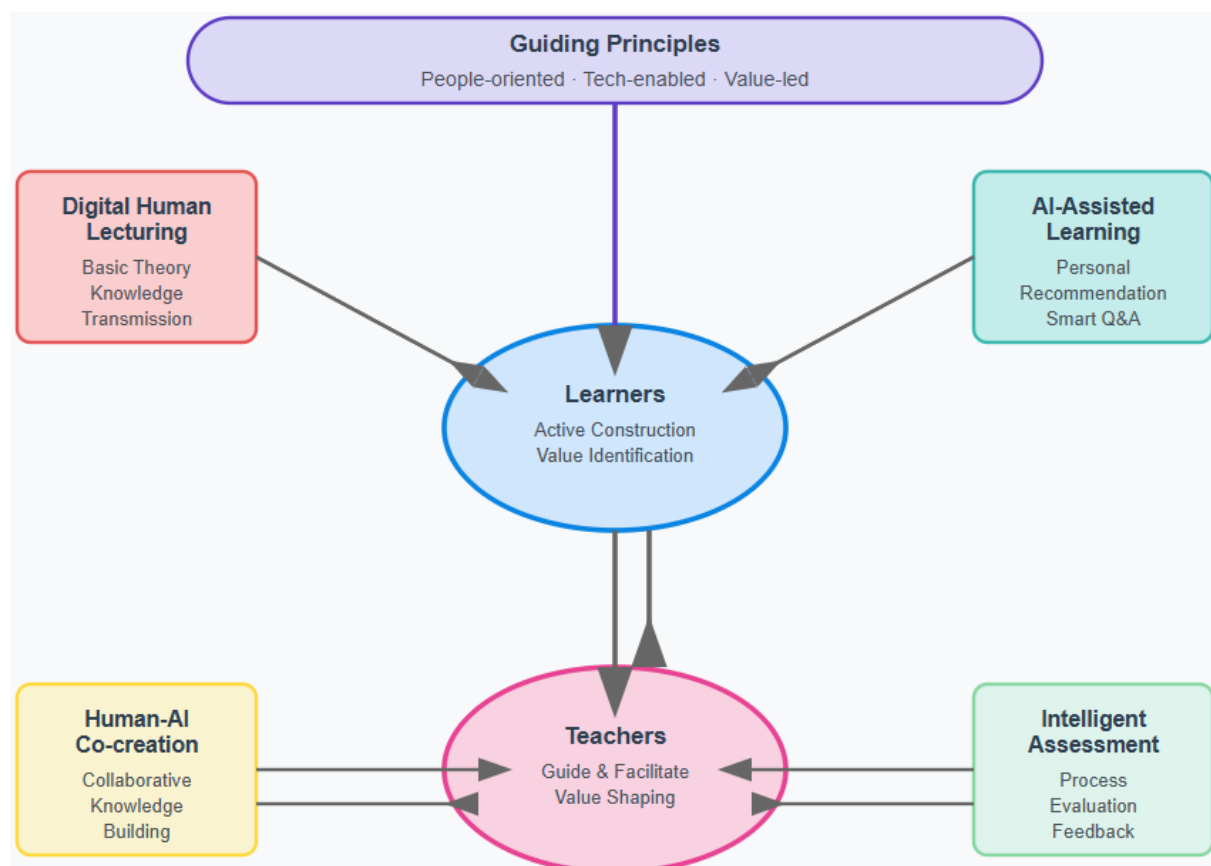 Guiding Principles
People-oriented · Tech-enabled · Value-led
Digital Human
Lecturing
Basic Theory
Knowledge
Transmission
AI-Assisted
Learning
Personal
Recommendation
Smart Q&A
Learners
Active Construction
Value Identification
Human-AI
Co-creation
Collaborative
Knowledge
Building
Teachers
Guide & Facilitate
Value Shaping
Intelligent
Assessment
Process
Evaluation
Feedback